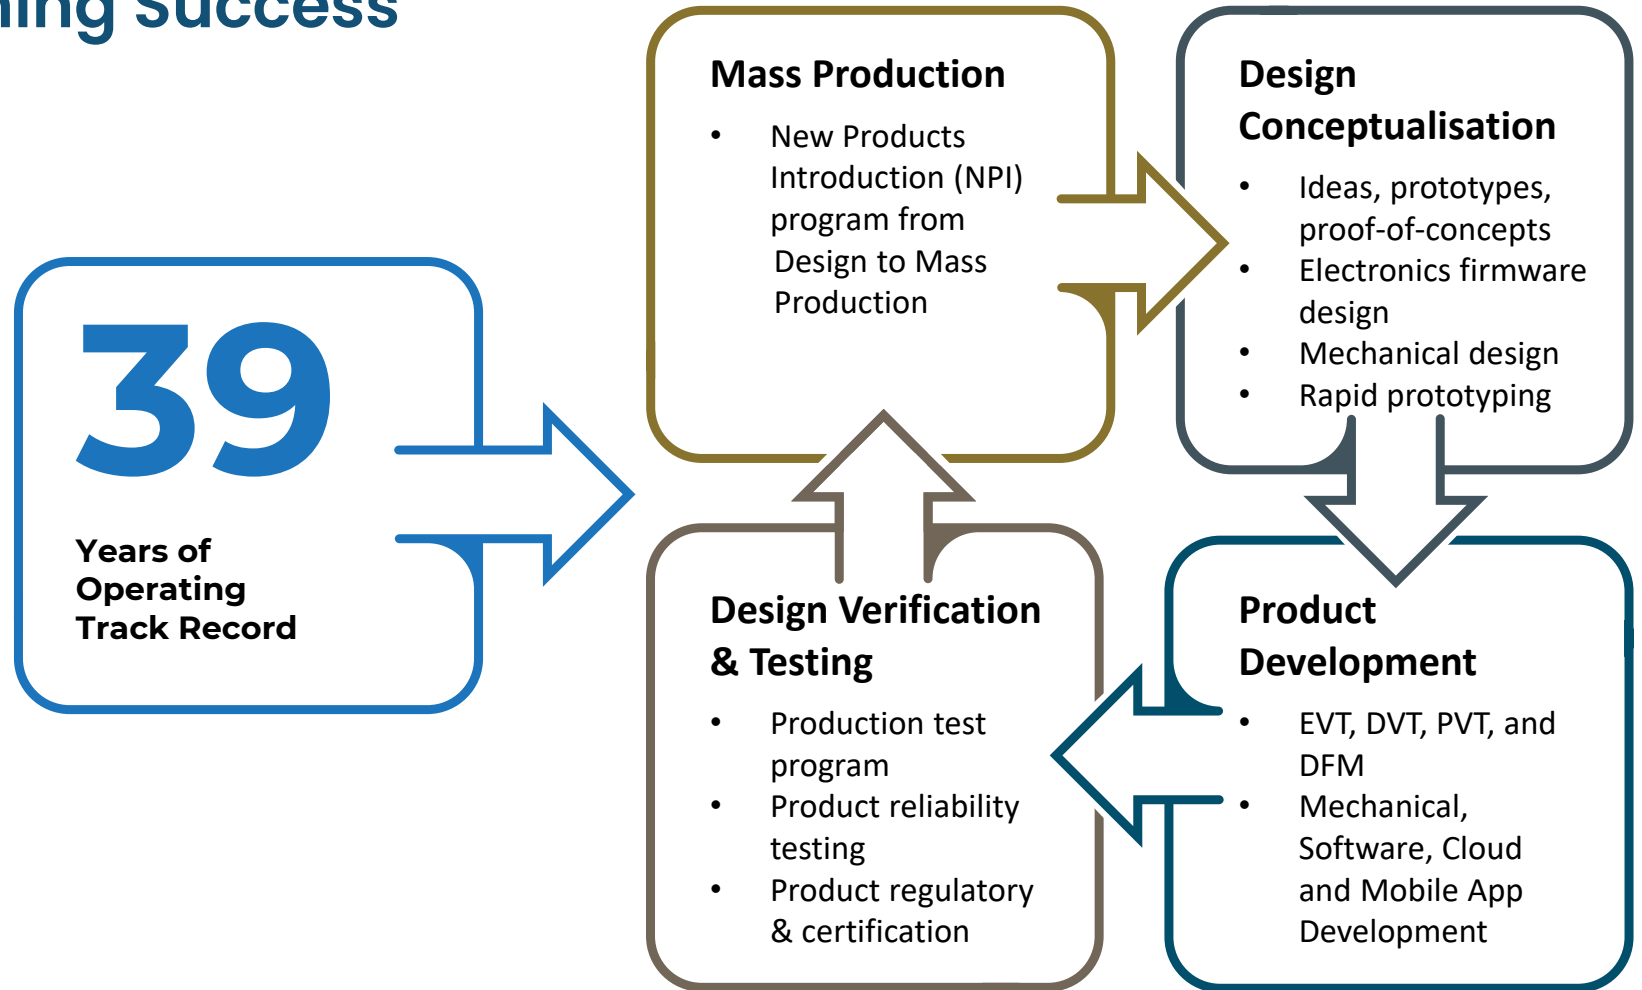 Success
39
Years of
Operating
Track Record
Mass Production
• New Products
Introduction (NPI)
program from
Design to Mass
Production
Design
Conceptualisation
• Ideas, prototypes,
proof-of-concepts
• Electronics firmware
design
• Mechanical design
• Rapid prototyping
Design Verification
& Testing
• Production test
program
• Product reliability
testing
• Product regulatory
& certification
Product
Development
• EVT, DVT, PVT, and
DFM
• Mechanical,
Software, Cloud
and Mobile App
Development